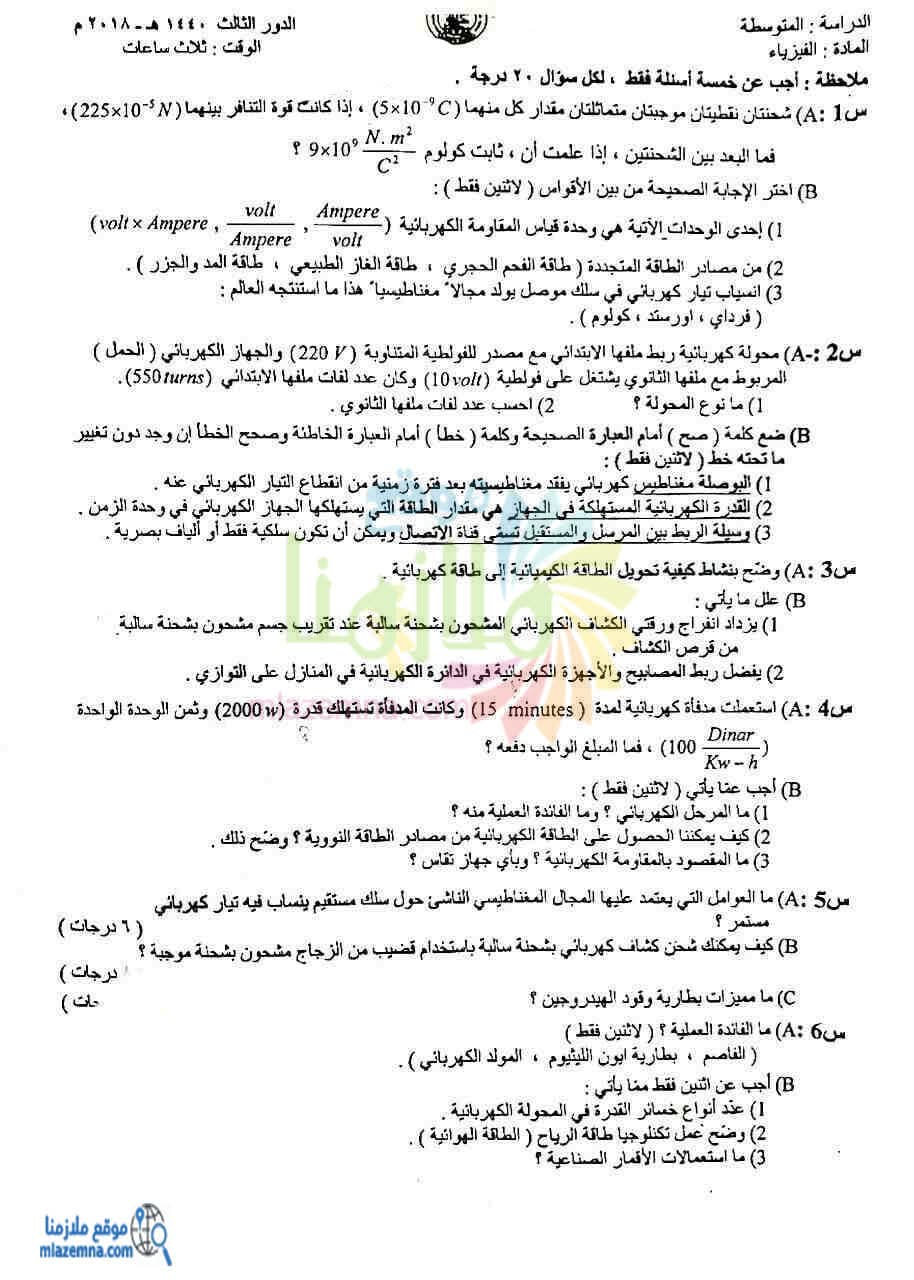 الدراسة : المتوسطة
المادة : الفيزياء
الدور الثالث ١٤٤٠ هـ - ٢٠١٨ م
الوقت : ثلاث ساعات
ملاحظة : أجب عن خمسة أسئلة فقط ، لكل سؤال ٢٠ درجة .
س1 :A) شحنتان نقطيتان موجبتان متماثلتان مقدار كل منهما (5×10⁻⁹ C) ، إذا كانت قوة التنافر بينهما (225×10⁻⁵ N) ،
فما البعد بين الشحنتين ، إذا علمت أن ، ثابت كولوم 9×10⁹ N.m²/C² ؟
B) اختر الإجابة الصحيحة من بين الأقواس ( لاثنين فقط ) :
1) إحدى الوحدات الآتية هي وحدة قياس المقاومة الكهربائية (volt × Ampere , volt/Ampere , Ampere/volt)
2) من مصادر الطاقة المتجددة ( طاقة الفحم الحجري ، طاقة الغاز الطبيعي ، طاقة المد والجزر ) .
3) انسياب تيار كهربائي في سلك موصل يولد مجالاً مغناطيسياً هذا ما استنتجه العالم :
( فرداي ، اورستد ، كولوم ) .
س2 :-A) محولة كهربائية ربط ملفها الابتدائي مع مصدر للفولطية المتناوبة (220 V) والجهاز الكهربائي ( الحمل )
المربوط مع ملفها الثانوي يشتغل على فولطية (10 volt) وكان عدد لفات ملفها الابتدائي (550 turns).
1) ما نوع المحولة ؟ 2) احسب عدد لفات ملفها الثانوي .
B) ضع كلمة ( صح ) أمام العبارة الصحيحة وكلمة ( خطأ ) أمام العبارة الخاطئة وصحح الخطأ إن وجد دون تغيير
ما تحته خط ( لاثنين فقط ) :
1) البوصلة مغناطيس كهربائي يفقد مغناطيسيته بعد فترة زمنية من انقطاع التيار الكهربائي عنه .
2) القدرة الكهربائية المستهلكة في الجهاز هي مقدار الطاقة التي يستهلكها الجهاز الكهربائي في وحدة الزمن .
3) وسيلة الربط بين المرسل والمستقبل تسمى قناة الاتصال ويمكن أن تكون سلكية فقط أو ألياف بصرية .
س3 :A) وضّح بنشاط كيفية تحويل الطاقة الكيميائية إلى طاقة كهربائية .
B) علل ما يأتي :
1) يزداد انفراج ورقتي الكشاف الكهربائي المشحون بشحنة سالبة عند تقريب جسم مشحون بشحنة سالبة
من قرص الكشاف .
2) يفضل ربط المصابيح والأجهزة الكهربائية في الدائرة الكهربائية في المنازل على التوازي .
س4 :A) استعملت مدفأة كهربائية لمدة (15 minutes) وكانت المدفأة تستهلك قدرة (2000 w) وثمن الوحدة الواحدة
(100 Dinar/Kw-h) ، فما المبلغ الواجب دفعه ؟
B) أجب عمّا يأتي ( لاثنين فقط ) :
1) ما المرحل الكهربائي ؟ وما الفائدة العملية منه ؟
2) كيف يمكننا الحصول على الطاقة الكهربائية من مصادر الطاقة النووية ؟ وضّح ذلك .
3) ما المقصود بالمقاومة الكهربائية ؟ وبأي جهاز تقاس ؟
س5 :A) ما العوامل التي يعتمد عليها المجال المغناطيسي الناشئ حول سلك مستقيم ينساب فيه تيار كهربائي
مستمر ؟ ( ٦ درجات )
B) كيف يمكنك شحن كشاف كهربائي بشحنة سالبة باستخدام قضيب من الزجاج مشحون بشحنة موجبة ؟
درجات )
C) ما مميزات بطارية وقود الهيدروجين ؟
س6 :A) ما الفائدة العملية ؟ ( لاثنين فقط )
( الفاصم ، بطارية ايون الليثيوم ، المولد الكهربائي ) .
B) أجب عن اثنين فقط ممّا يأتي :
1) عدّد أنواع خسائر القدرة في المحولة الكهربائية .
2) وضّح عمل تكنلوجيا طاقة الرياح ( الطاقة الهوائية ) .
3) ما استعمالات الأقمار الصناعية ؟
موقع ملازمنا
mlazemna.com